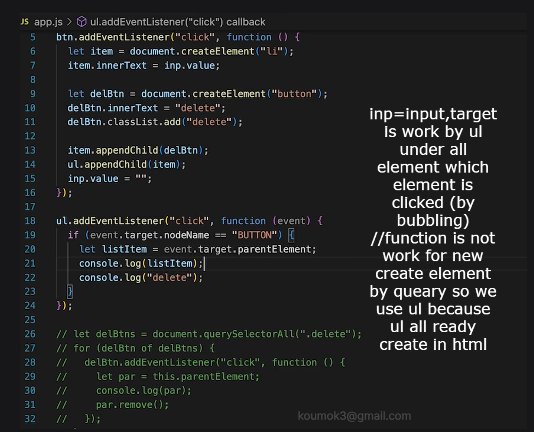 JS app.js > ul.addEventListener("click") callback
5 btn.addEventListener("click", function () {
6 let item = document.createElement("li");
7 item.innerText = inp.value;
8
9 let delBtn = document.createElement("button");
10 delBtn.innerText = "delete";
11 delBtn.classList.add("delete");
12
13 item.appendChild(delBtn);
14 ul.appendChild(item);
15 inp.value = "";
16 });
17
18 ul.addEventListener("click", function (event) {
19 if (event.target.nodeName == "BUTTON") {
20 let listItem = event.target.parentElement;
21 console.log(listItem);
22 console.log("delete");
23 }
24 });
25
26 // let delBtns = document.querySelectorAll(".delete");
27 // for (delBtn of delBtns) {
28 // delBtn.addEventListener("click", function () {
29 // let par = this.parentElement;
30 // console.log(par);
31 // par.remove();
32 // });
inp=input,target
is work by ul
under all
element which
element is
clicked (by
bubbling)
//function is not
work for new
create element
by queary so we
use ul because
ul all ready
create in html
koumok3@gmail.com